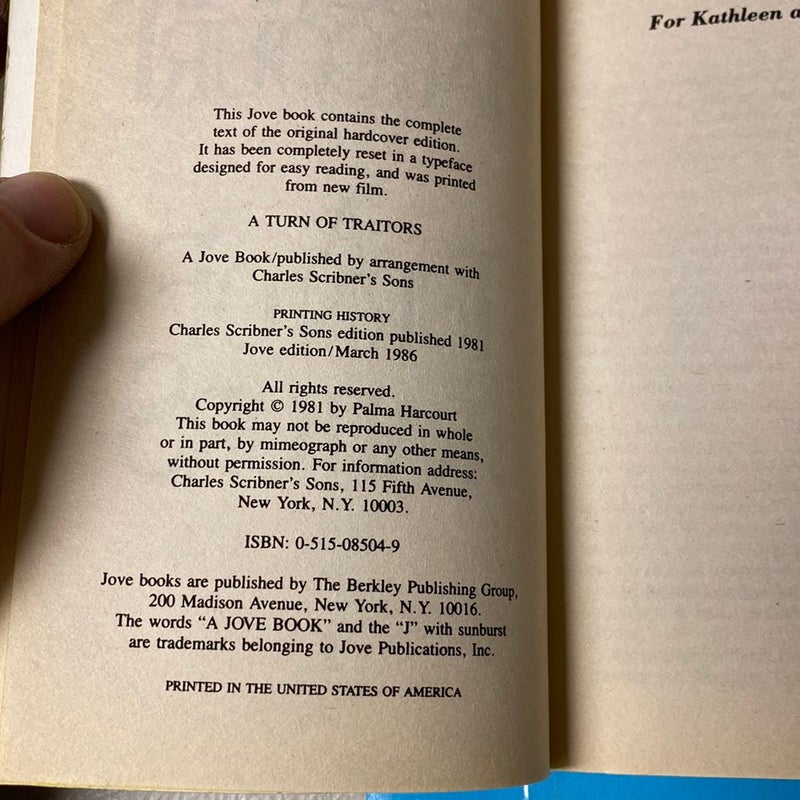 This Jove book contains the complete
text of the original hardcover edition.
It has been completely reset in a typeface
designed for easy reading, and was printed
from new film.
A TURN OF TRAITORS
A Jove Book/published by arrangement with
Charles Scribner's Sons
PRINTING HISTORY
Charles Scribner's Sons edition published 1981
Jove edition/March 1986
All rights reserved.
Copyright © 1981 by Palma Harcourt
This book may not be reproduced in whole
or in part, by mimeograph or any other means,
without permission. For information address:
Charles Scribner's Sons, 115 Fifth Avenue,
New York, N.Y. 10003.
ISBN: 0-515-08504-9
Jove books are published by The Berkley Publishing Group,
200 Madison Avenue, New York, N.Y. 10016.
The words “A JOVE BOOK” and the “J” with sunburst
are trademarks belonging to Jove Publications, Inc.
PRINTED IN THE UNITED STATES OF AMERICA
For Kathleen